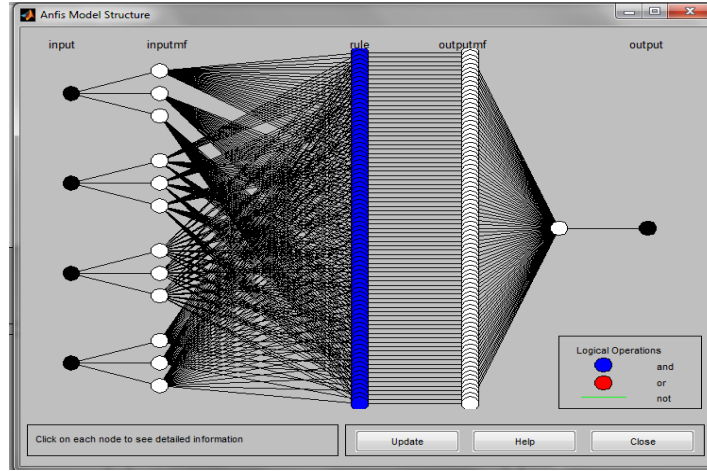 Anfis Model Structure
input inputmf rule outputmf output
Logical Operations
and
or
not
Click on each node to see detailed information
Update Help Close